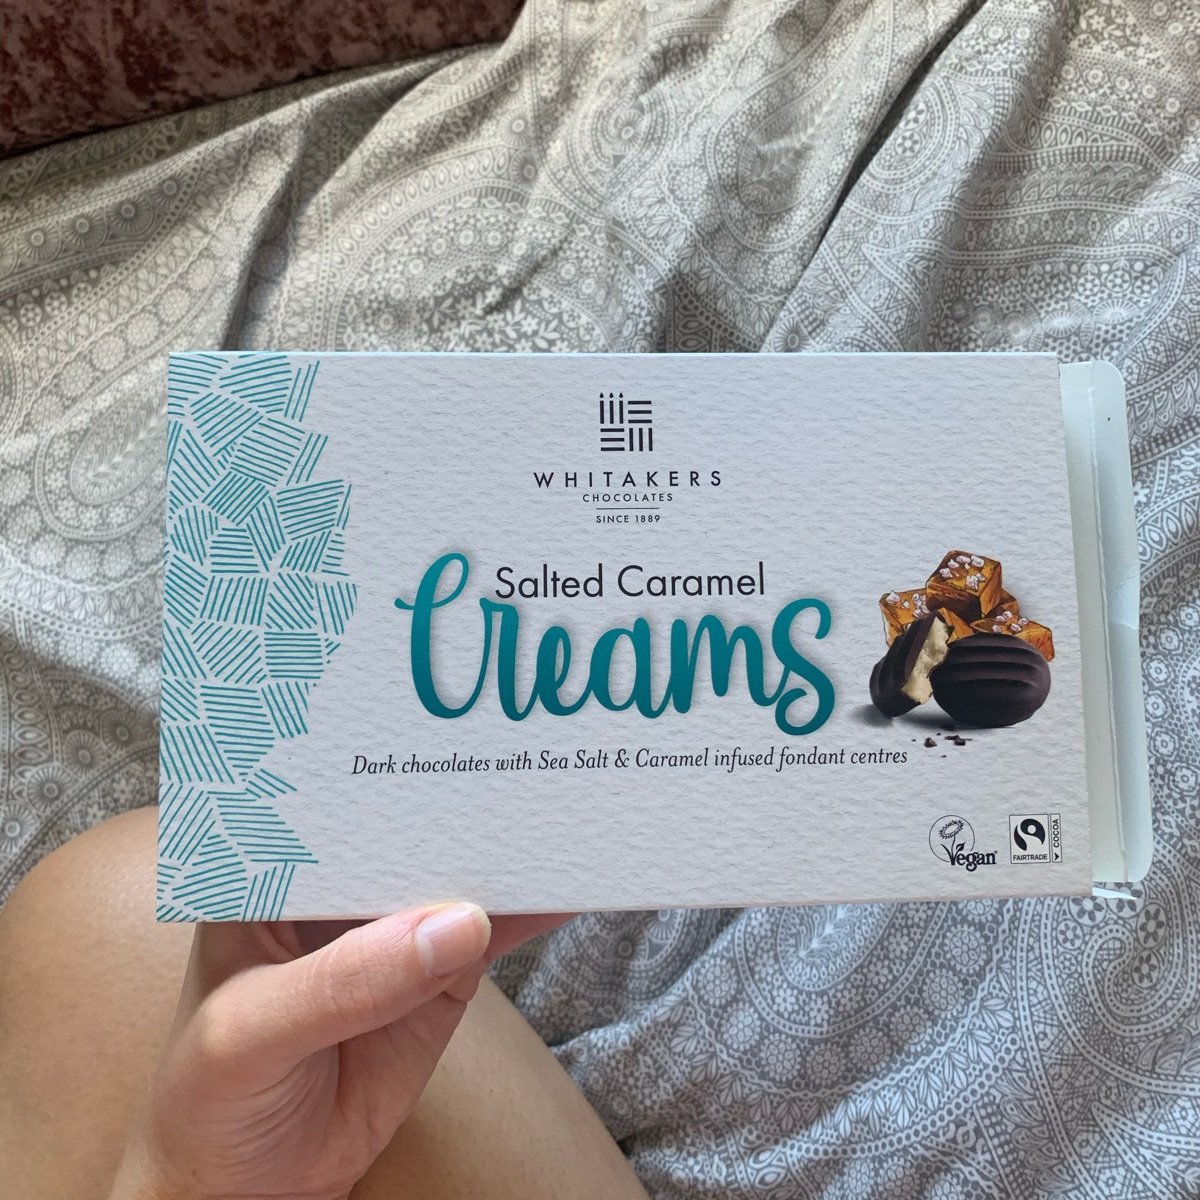 WHITAKERS
CHOCOLATES
SINCE 1889
Salted Caramel
Creams
Dark chocolates with Sea Salt & Caramel infused fondant centres
Vegan
FAIRTRADE
COCOA